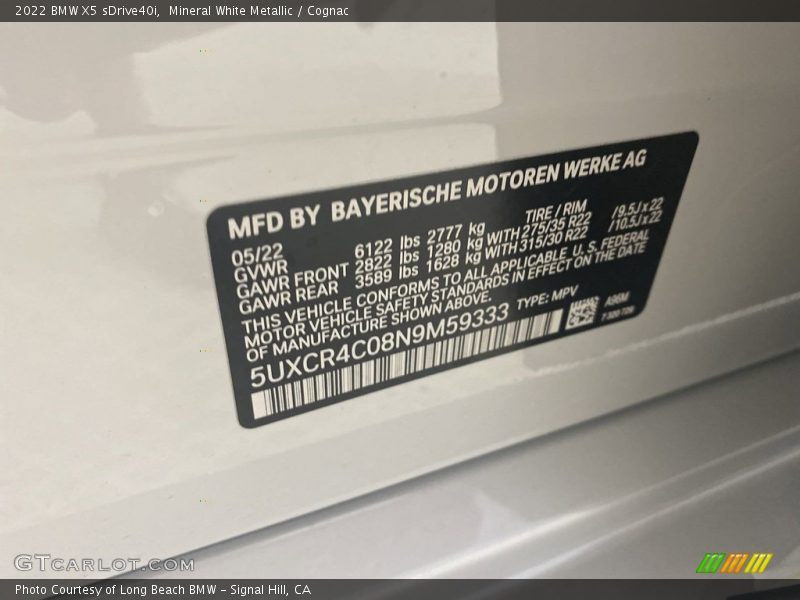 2022 BMW X5 sDrive40i, Mineral White Metallic / Cognac
MFD BY BAYERISCHE MOTOREN WERKE AG
05/22 TIRE / RIM
GVWR 6122 lbs 2777 kg
GAWR FRONT 2822 lbs 1280 kg WITH 275/35 R22 /9.5Jx22
GAWR REAR 3589 lbs 1628 kg WITH 315/30 R22 /10.5Jx22
THIS VEHICLE CONFORMS TO ALL APPLICABLE U. S. FEDERAL
MOTOR VEHICLE SAFETY STANDARDS IN EFFECT ON THE DATE
OF MANUFACTURE SHOWN ABOVE.
5UXCR4C08N9M59333 TYPE: MPV
A96M
GTCARLOT.COM
Photo Courtesy of Long Beach BMW - Signal Hill, CA